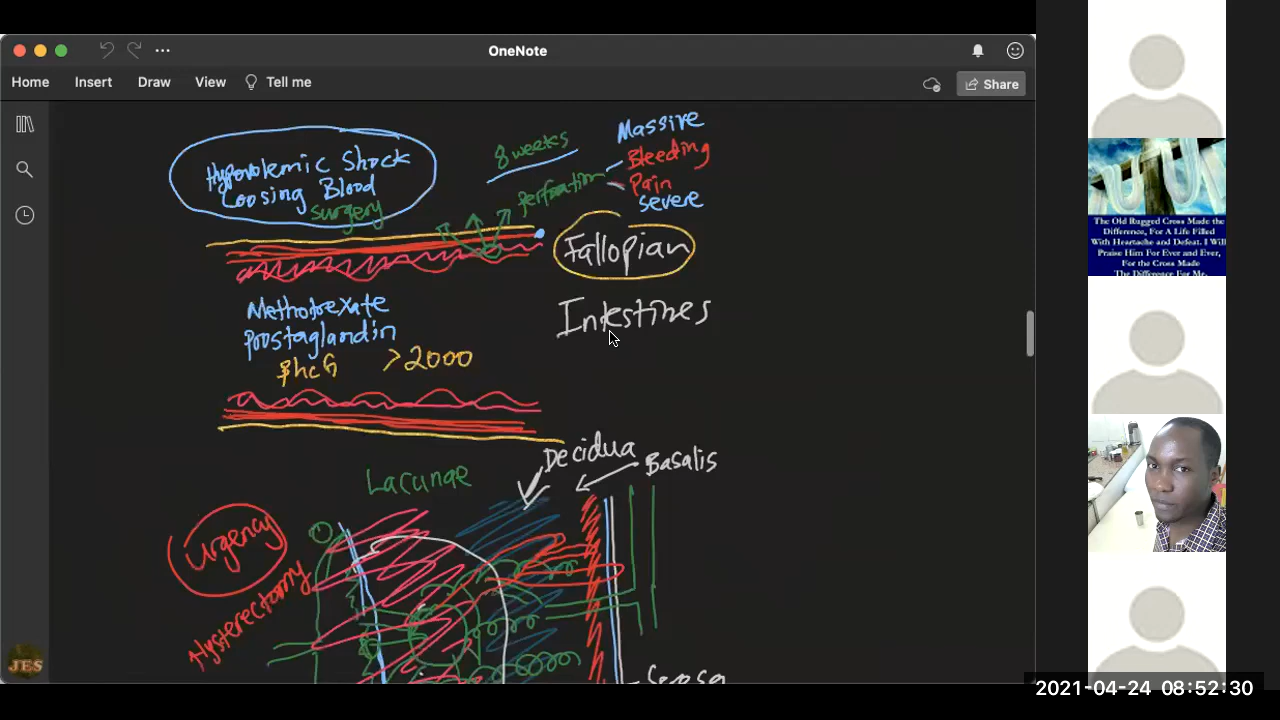 OneNote
Home Insert Draw View Tell me
Share
Hypovolemic Shock
Loosing Blood
surgery
8 weeks
perforation
Massive
Bleeding
Pain
severe
Fallopian
Intestines
Methotrexate
prostaglandin
βhcG >2000
Decidua
Basalis
Lacunae
Urgency
Hysterectomy
Serosa
JES
The Old Rugged Cross Made the
Difference, For A Life Filled
With Heartache and Defeat. I Will
Praise Him For Ever and Ever,
For the Cross Made
The Difference For Me.
2021-04-24 08:52:30